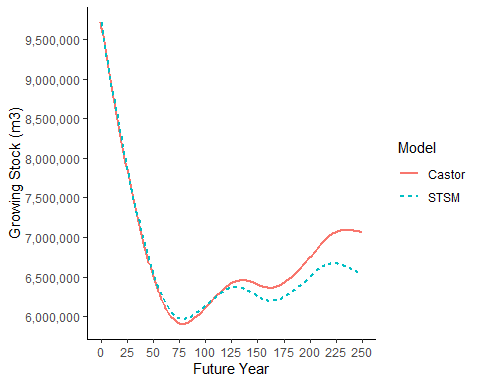 Growing Stock (m3)
9,500,000
9,000,000
8,500,000
8,000,000
7,500,000
7,000,000
6,500,000
6,000,000
0 25 50 75 100 125 150 175 200 225 250
Future Year
Model
Castor
STSM